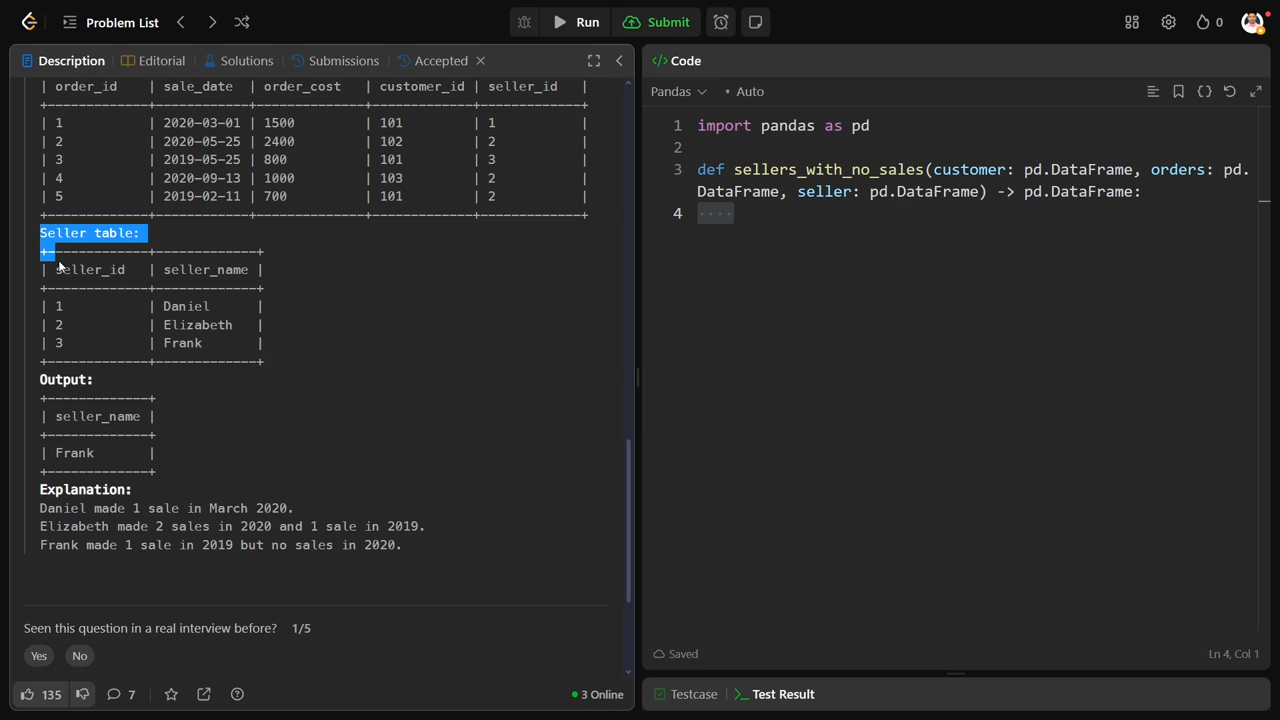 Problem List
Run
Submit
0
Description
Editorial
Solutions
Submissions
Accepted
| order_id | sale_date | order_cost | customer_id | seller_id |
+-------------+------------+--------------+-------------+-------------+
| 1 | 2020-03-01 | 1500 | 101 | 1 |
| 2 | 2020-05-25 | 2400 | 102 | 2 |
| 3 | 2019-05-25 | 800 | 101 | 3 |
| 4 | 2020-09-13 | 1000 | 103 | 2 |
| 5 | 2019-02-11 | 700 | 101 | 2 |
+-------------+------------+--------------+-------------+-------------+
Seller table:
+-------------+-------------+
| seller_id | seller_name |
+-------------+-------------+
| 1 | Daniel |
| 2 | Elizabeth |
| 3 | Frank |
+-------------+-------------+
Output:
+-------------+
| seller_name |
+-------------+
| Frank |
+-------------+
Explanation:
Daniel made 1 sale in March 2020.
Elizabeth made 2 sales in 2020 and 1 sale in 2019.
Frank made 1 sale in 2019 but no sales in 2020.
Seen this question in a real interview before? 1/5
Yes
No
135
7
3 Online
</> Code
Pandas
• Auto
1 import pandas as pd
2
3 def sellers_with_no_sales(customer: pd.DataFrame, orders: pd.
DataFrame, seller: pd.DataFrame) -> pd.DataFrame:
4 ····
Saved
Ln 4, Col 1
Testcase
>_ Test Result